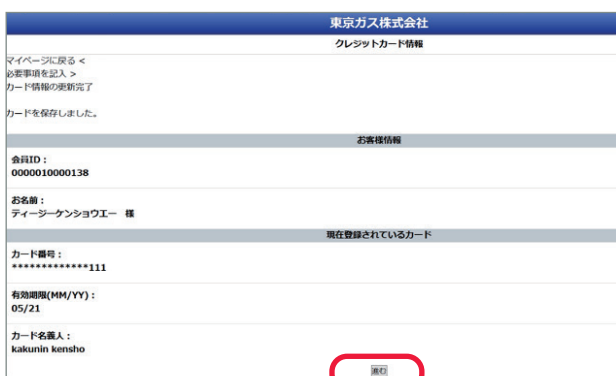 東京ガス株式会社
クレジットカード情報
マイページに戻る <
必要事項を記入 >
カード情報の更新完了
カードを保存しました。
お客様情報
会員ID：
0000010000138
お名前：
ティージーケンショウエー 様
現在登録されているカード
カード番号：
*************111
有効期限(MM/YY)：
05/21
カード名義人：
kakunin kensho
進む